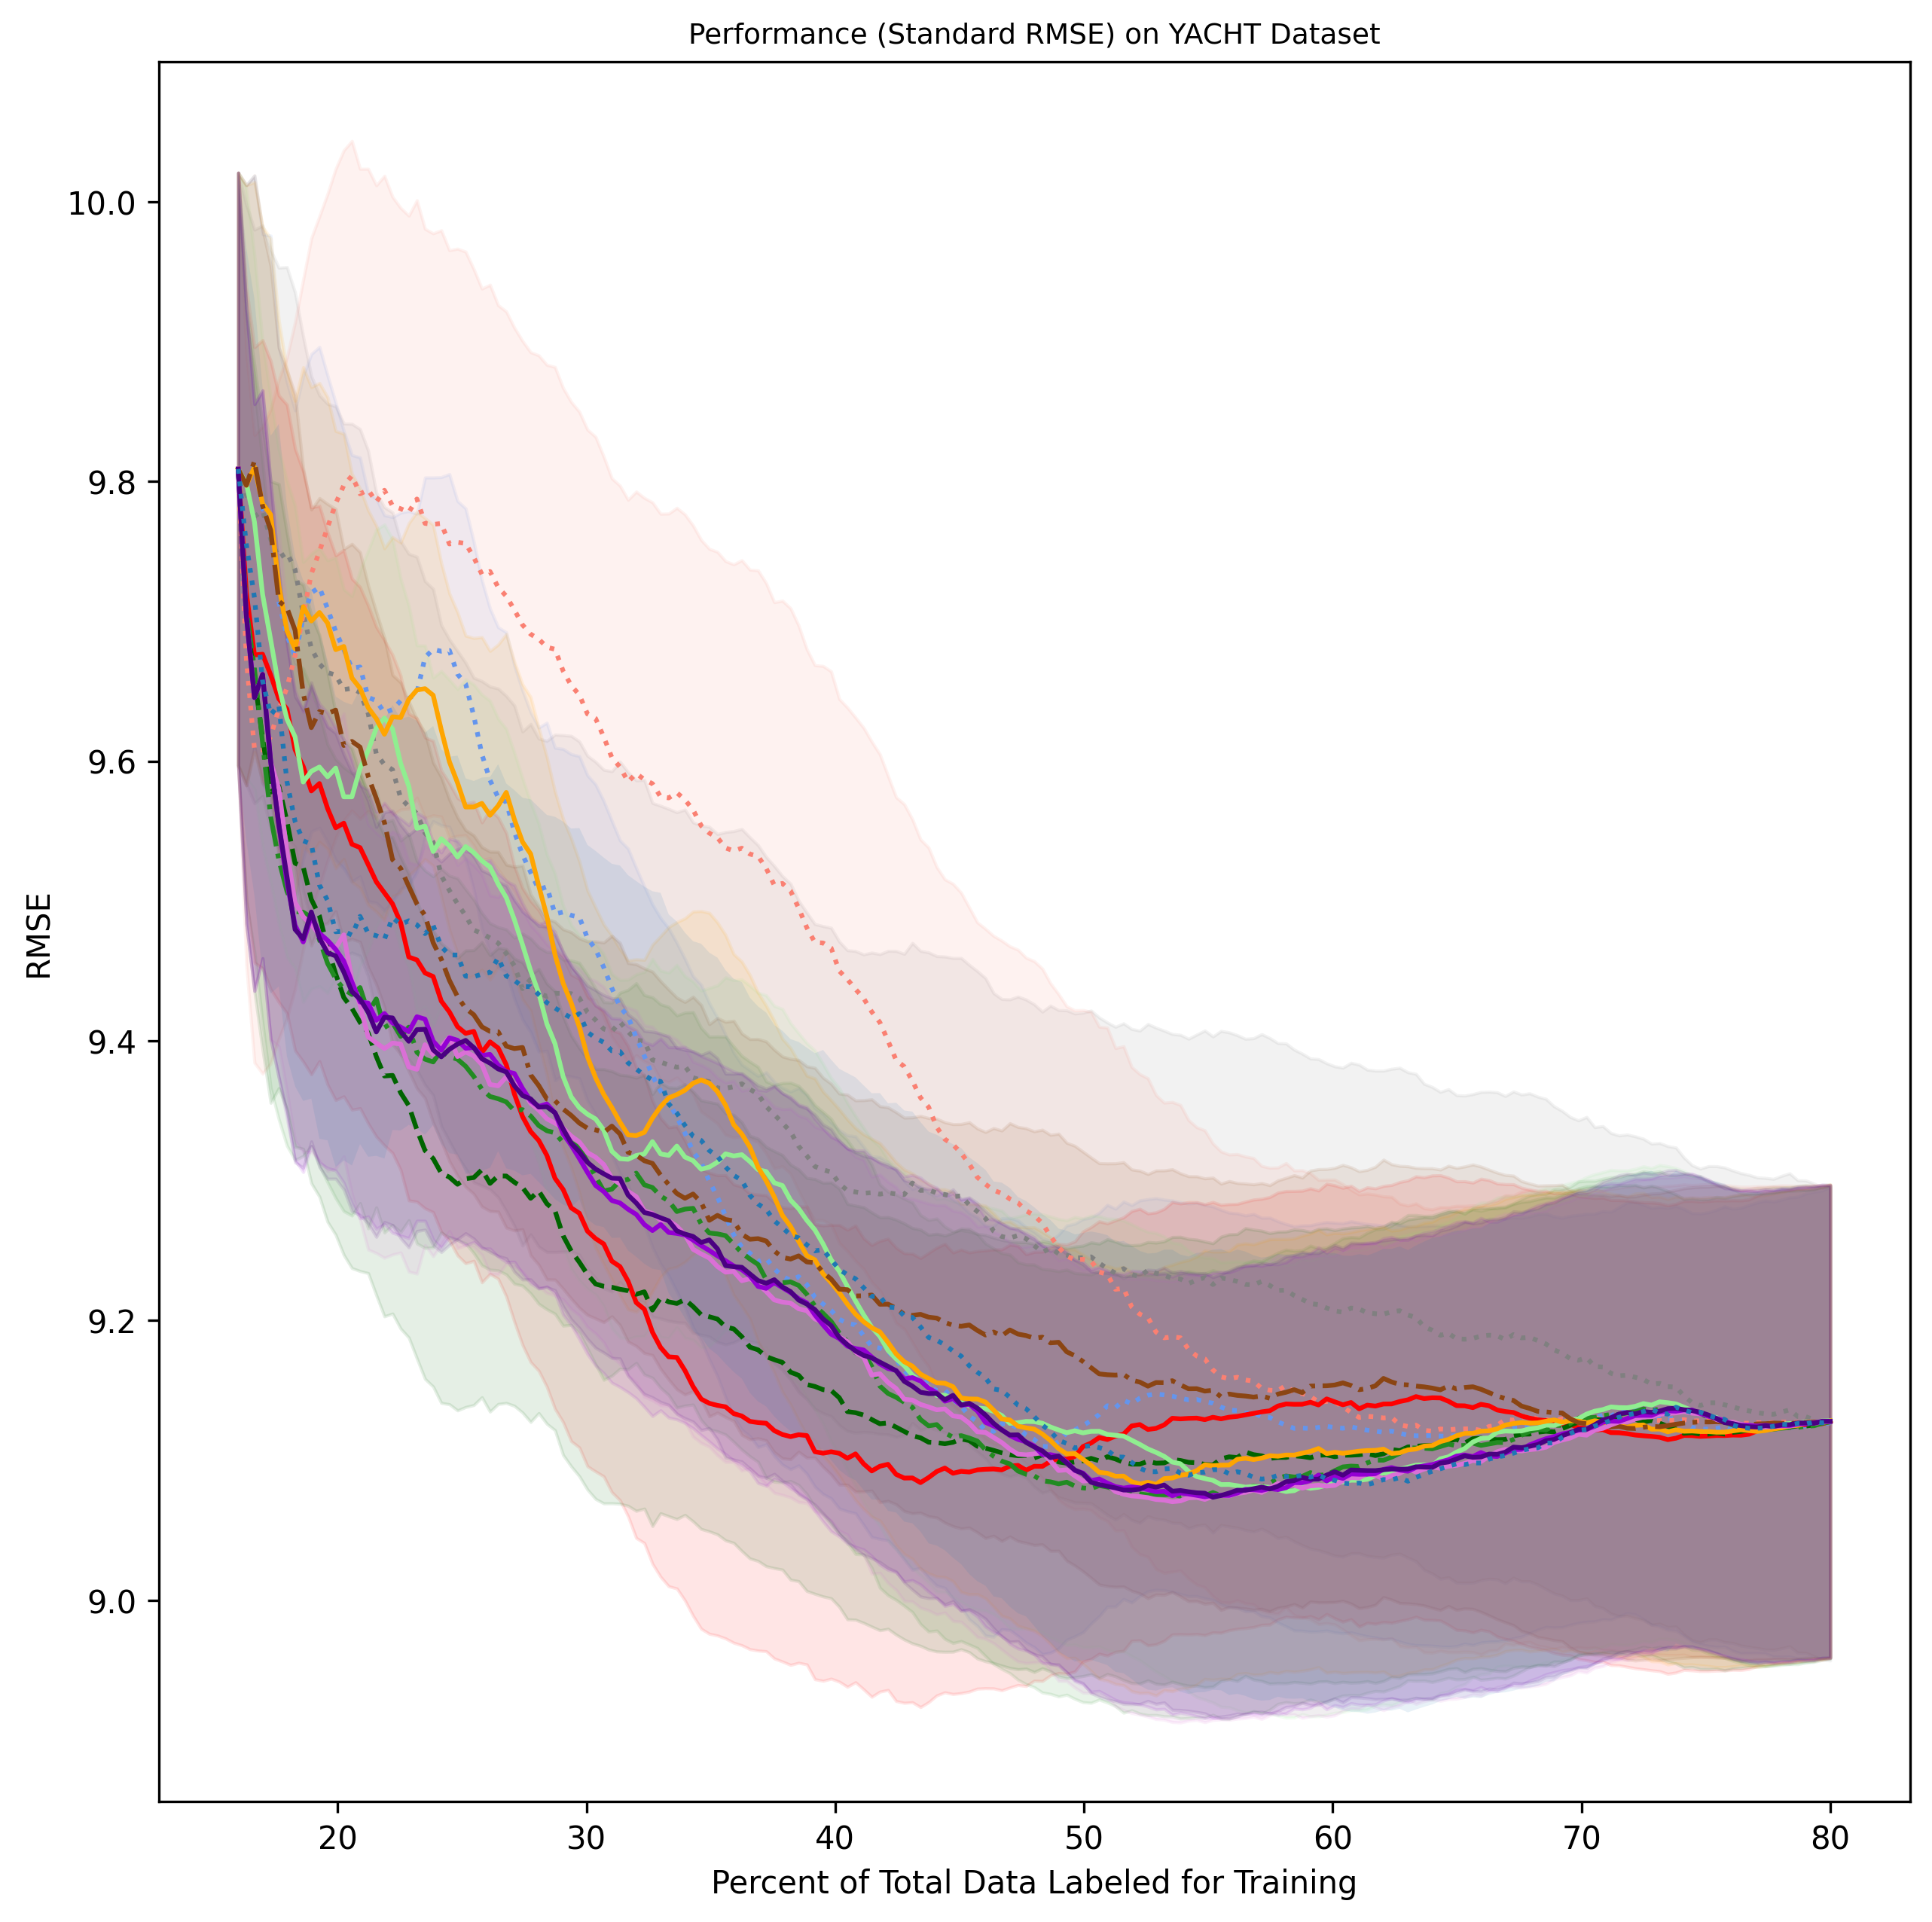 Performance (Standard RMSE) on YACHT Dataset
10.0
9.8
9.6
9.4
9.2
9.0
RMSE
20 30 40 50 60 70 80
Percent of Total Data Labeled for Training